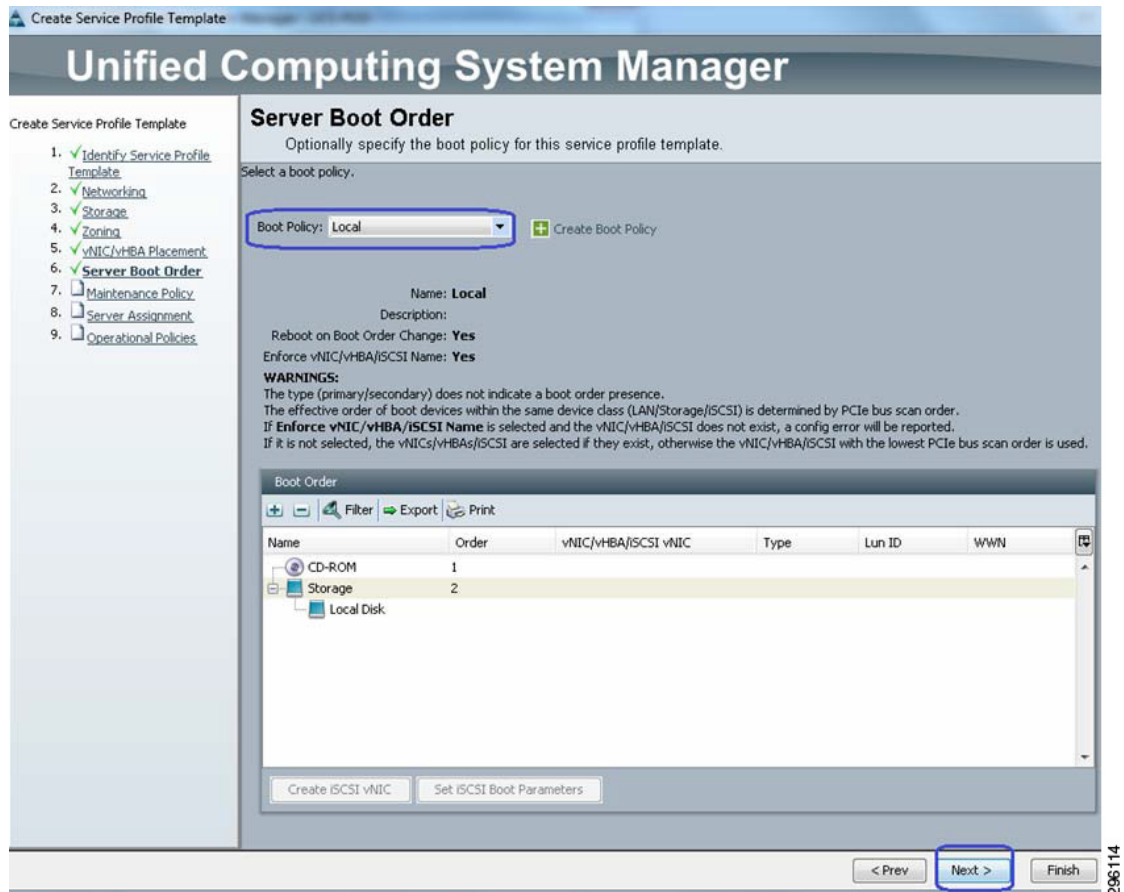 Create Service Profile Template
Unified Computing System Manager
Create Service Profile Template
1. Identify Service Profile
Template
2. Networking
3. Storage
4. Zoning
5. vNIC/vHBA Placement
6. Server Boot Order
7. Maintenance Policy
8. Server Assignment
9. Operational Policies
Server Boot Order
Optionally specify the boot policy for this service profile template.
Select a boot policy.
Boot Policy: Local
Create Boot Policy
Name: Local
Description:
Reboot on Boot Order Change: Yes
Enforce vNIC/vHBA/iSCSI Name: Yes
WARNINGS:
The type (primary/secondary) does not indicate a boot order presence.
The effective order of boot devices within the same device class (LAN/Storage/iSCSI) is determined by PCIe bus scan order.
If Enforce vNIC/vHBA/iSCSI Name is selected and the vNIC/vHBA/iSCSI does not exist, a config error will be reported.
If it is not selected, the vNICs/vHBAs/iSCSI are selected if they exist, otherwise the vNIC/vHBA/iSCSI with the lowest PCIe bus scan order is used.
Boot Order
Filter Export Print
Name Order vNIC/vHBA/iSCSI vNIC Type Lun ID WWN
CD-ROM 1
Storage 2
Local Disk
Create iSCSI vNIC Set iSCSI Boot Parameters
< Prev Next > Finish
296114